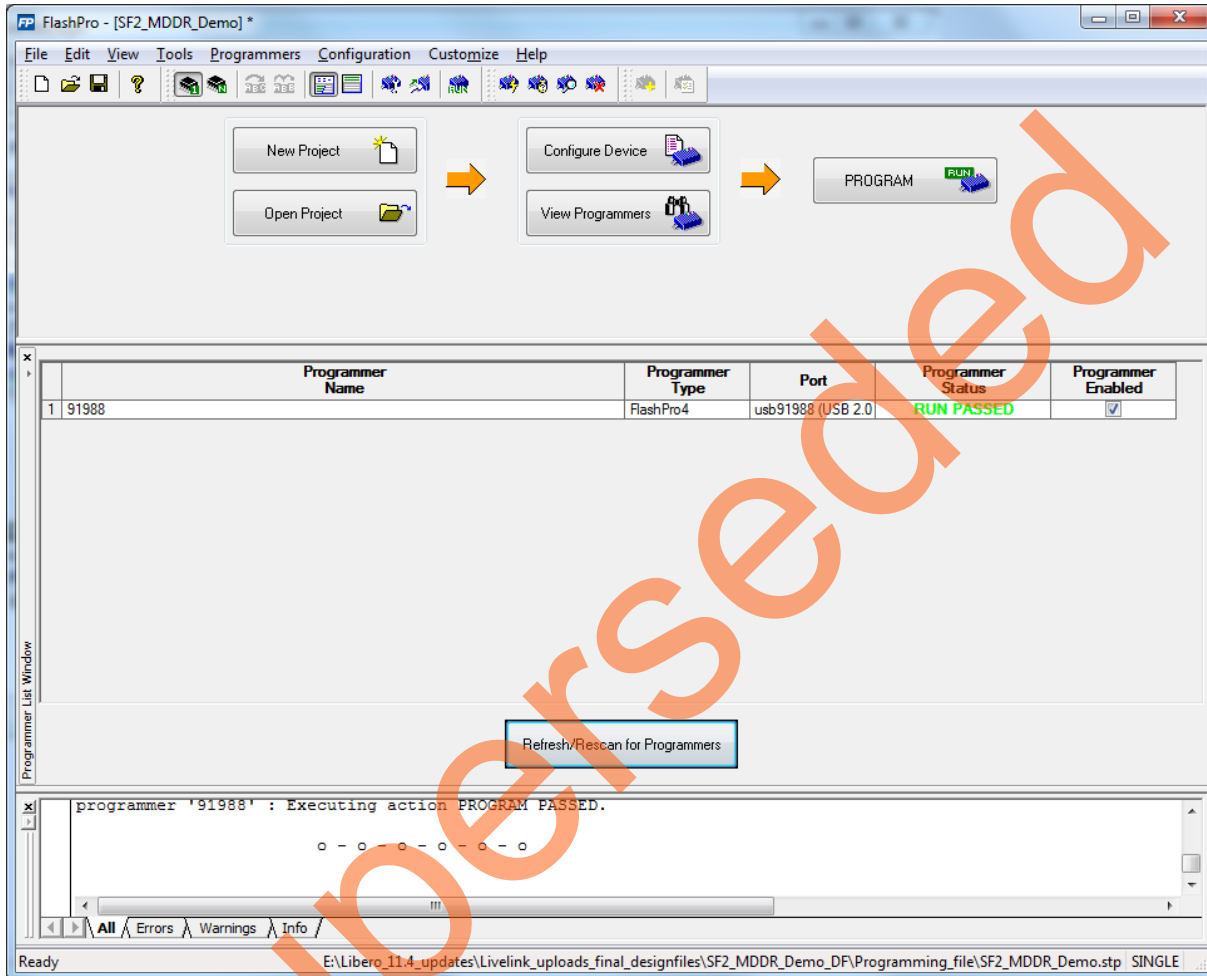 FlashPro - [SF2_MDDR_Demo] *
File Edit View Tools Programmers Configuration Customize Help
RUN
New Project
Configure Device
PROGRAM
RUN
Open Project
View Programmers
Programmer Name
Programmer Type
Port
Programmer Status
Programmer Enabled
1 91988 FlashPro4 usb91988 (USB 2.0 RUN PASSED
Refresh/Rescan for Programmers
Programmer List Window
programmer '91988' : Executing action PROGRAM PASSED.
o - o - o - o - o - o
All Errors Warnings Info
Ready E:\Libero_11.4_updates\Livelink_uploads_final_designfiles\SF2_MDDR_Demo_DF\Programming_file\SF2_MDDR_Demo.stp SINGLE
perseded